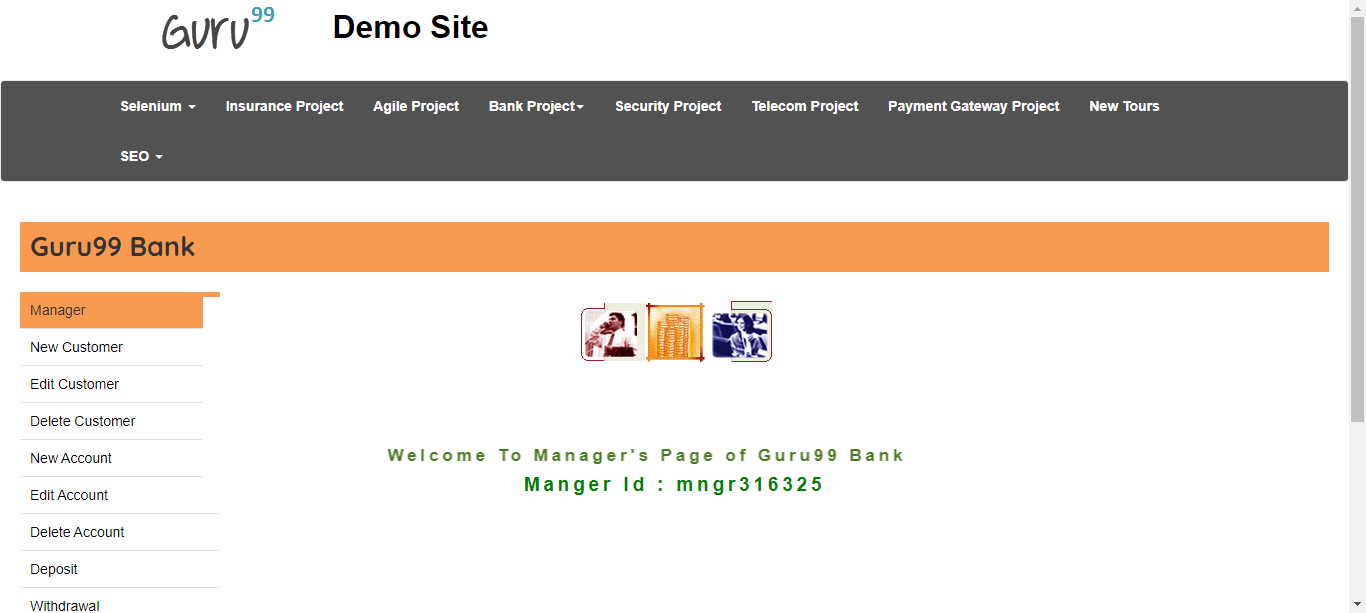 Guru99 Demo Site
Selenium Insurance Project Agile Project Bank Project Security Project Telecom Project Payment Gateway Project New Tours
SEO
Guru99 Bank
Manager
New Customer
Edit Customer
Delete Customer
New Account
Edit Account
Delete Account
Deposit
Withdrawal
Welcome To Manager's Page of Guru99 Bank
Manger Id : mngr316325